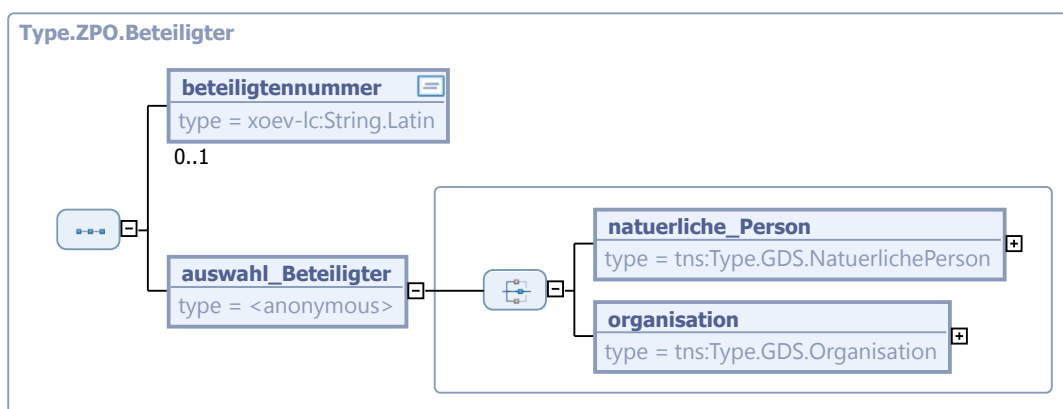 Type.ZPO.Beteiligter
beteiligtennummer
type = xoev-lc:String.Latin
0..1
auswahl_Beteiligter
type = <anonymous>
natuerliche_Person
type = tns:Type.GDS.NatuerlichePerson
organisation
type = tns:Type.GDS.Organisation